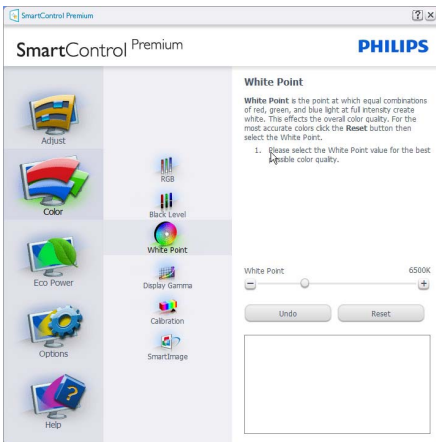 SmartControl Premium
SmartControl Premium
PHILIPS
Adjust
Color
Eco Power
Options
Help
RGB
Black Level
White Point
Display Gamma
Calibration
SmartImage
White Point
White Point is the point at which equal combinations
of red, green, and blue light at full intensity create
white. This effects the overall color quality. For the
most accurate colors click the Reset button then
select the White Point.
1. Please select the White Point value for the best
possible color quality.
White Point 6500K
Undo Reset